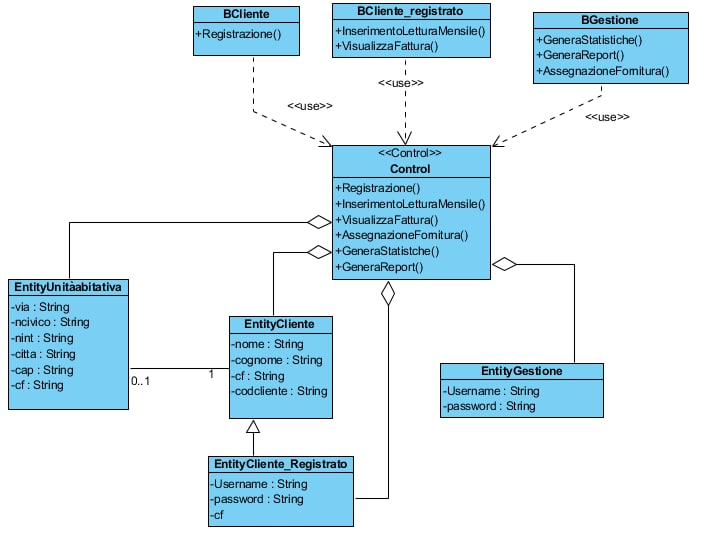 BCliente
+Registrazione()
BCliente_registrato
+InserimentoLetturaMensile()
+VisualizzaFattura()
BGestione
+GeneraStatistiche()
+GeneraReport()
+AssegnazioneFornitura()
<<use>>
<<use>>
<<use>>
<<Control>>
Control
+Registrazione()
+InserimentoLetturaMensile()
+VisualizzaFattura()
+AssegnazioneFornitura()
+GeneraStatistche()
+GeneraReport()
EntityUnitàabitativa
-via : String
-ncivico : String
-nint : String
-citta : String
-cap : String
-cf : String
0..1
1
EntityCliente
-nome : String
-cognome : String
-cf : String
-codcliente : String
EntityGestione
-Username : String
-password : String
EntityCliente_Registrato
-Username : String
-password : String
-cf